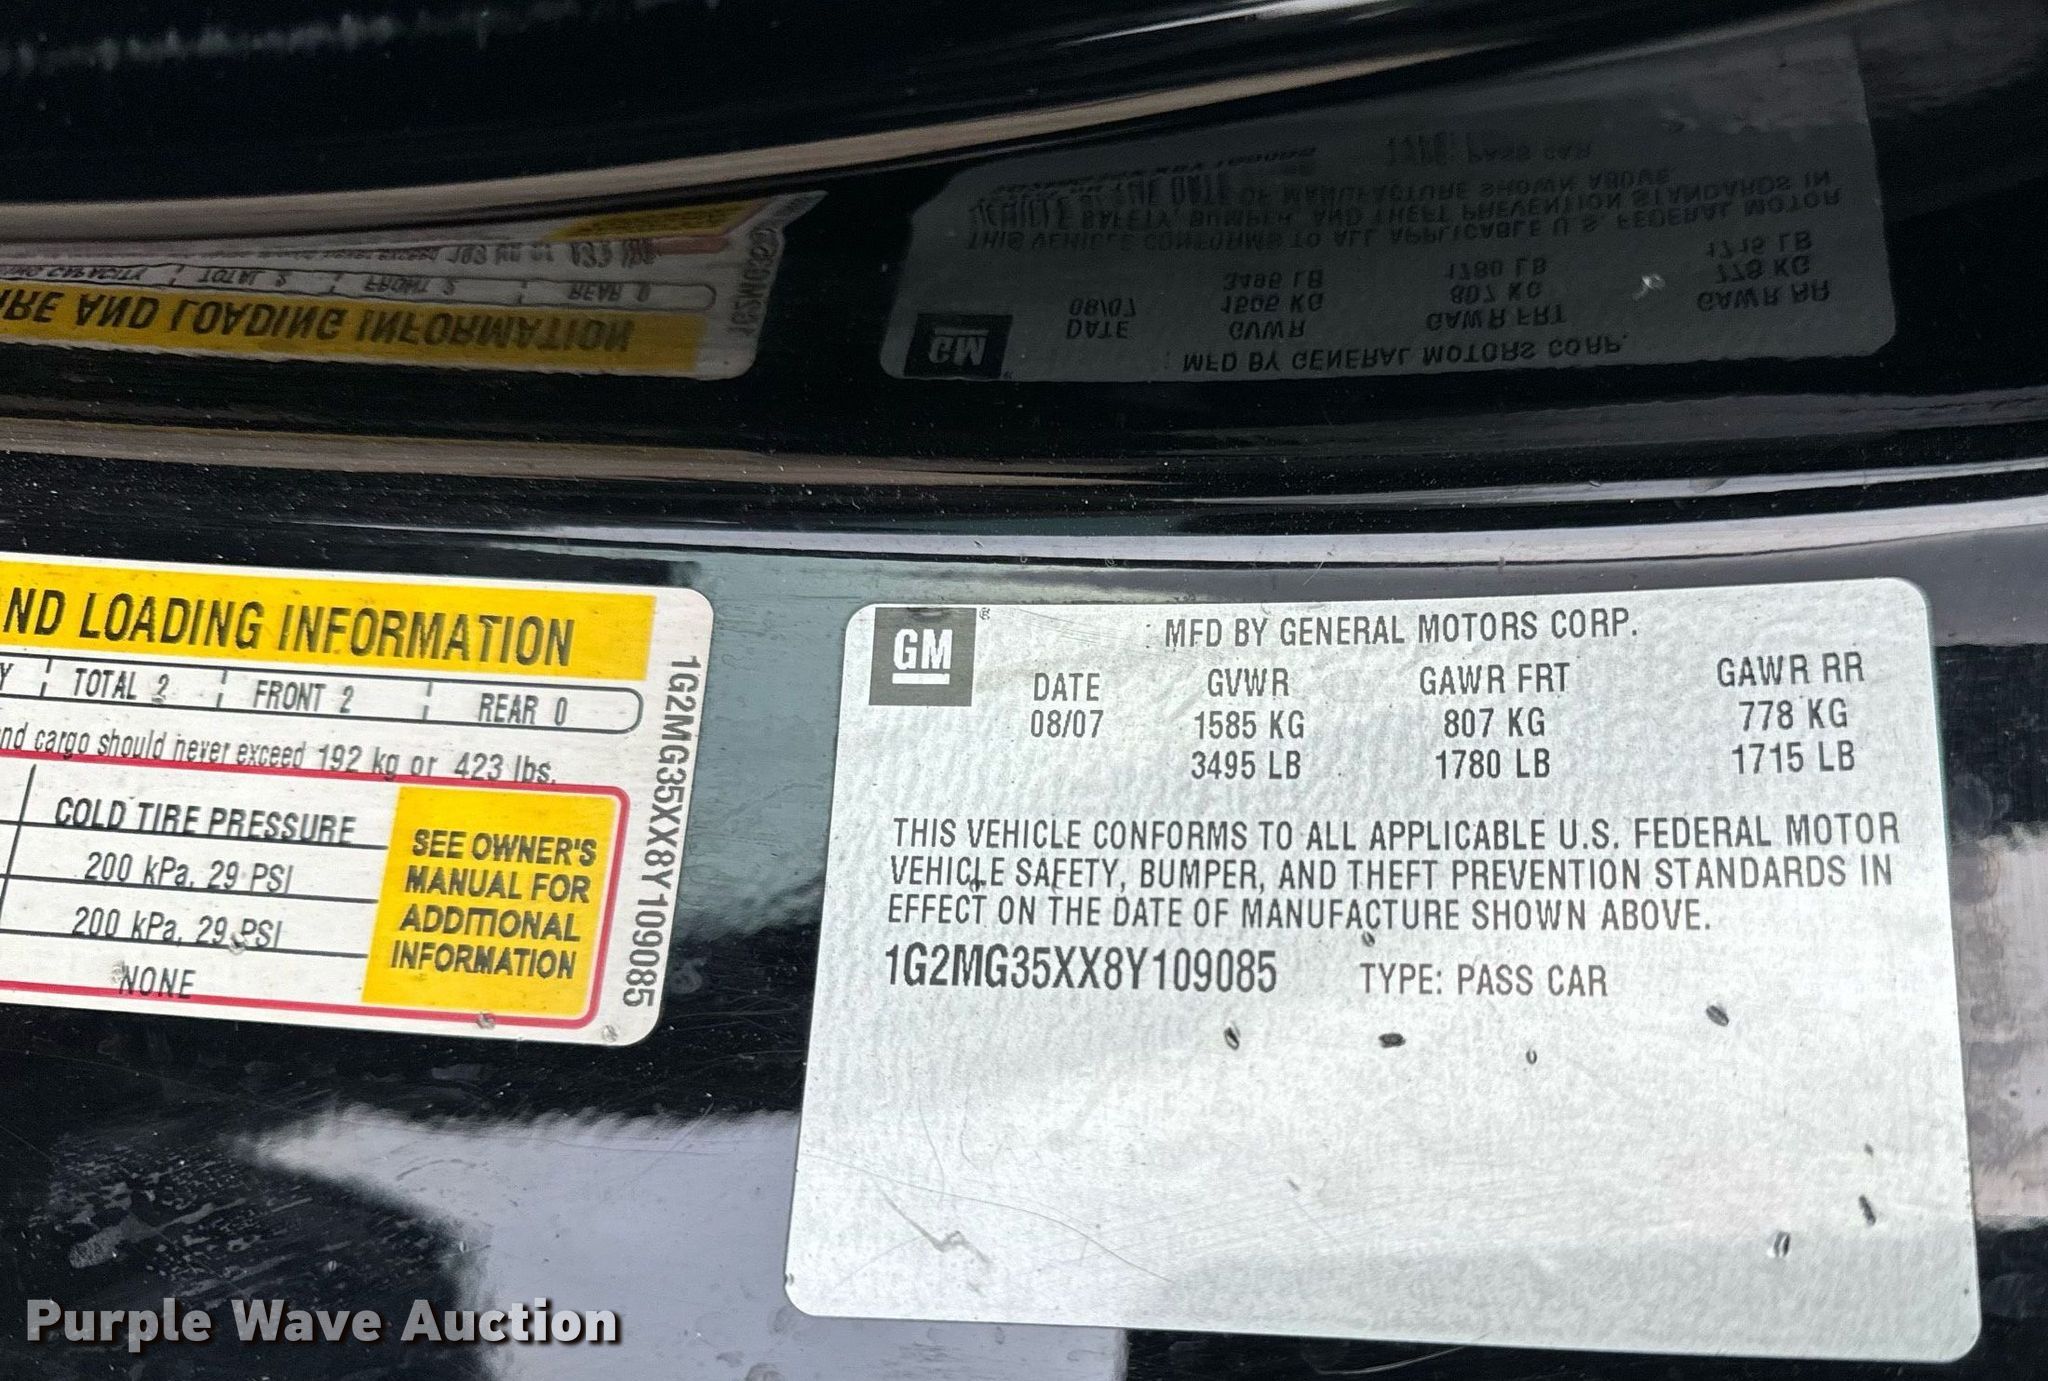 ND LOADING INFORMATION
Y TOTAL 2 FRONT 2 REAR 0
nd cargo should never exceed 192 kg or 423 lbs.
COLD TIRE PRESSURE
200 kPa, 29 PSI
200 kPa, 29 PSI
NONE
SEE OWNER'S
MANUAL FOR
ADDITIONAL
INFORMATION
1G2MG35XX8Y109085
GM
MFD BY GENERAL MOTORS CORP.
DATE GVWR GAWR FRT GAWR RR
08/07 1585 KG 807 KG 778 KG
3495 LB 1780 LB 1715 LB
THIS VEHICLE CONFORMS TO ALL APPLICABLE U.S. FEDERAL MOTOR
VEHICLE SAFETY, BUMPER, AND THEFT PREVENTION STANDARDS IN
EFFECT ON THE DATE OF MANUFACTURE SHOWN ABOVE.
1G2MG35XX8Y109085 TYPE: PASS CAR
Purple Wave Auction